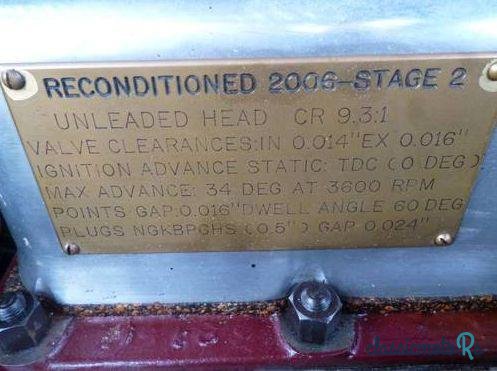 RECONDITIONED 2006-STAGE 2
UNLEADED HEAD CR 9.3:1
VALVE CLEARANCES:IN 0.014" EX 0.016"
IGNITION ADVANCE STATIC: TDC (0 DEG)
MAX ADVANCE: 34 DEG AT 3600 RPM
POINTS GAP:0.016" DWELL ANGLE 60 DEG
PLUGS NGKBPGHS (0.5") GAP 0.024"